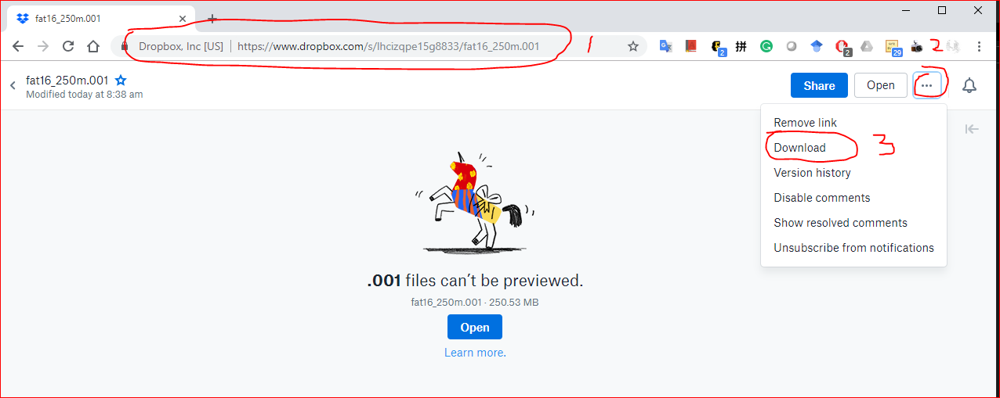 fat16_250m.001
Dropbox, Inc [US] | https://www.dropbox.com/s/lhcizqpe15g8833/fat16_250m.001
1
2
拼
G
2
2
29
fat16_250m.001
Modified today at 8:38 am
Share
Open
Remove link
Download
3
Version history
Disable comments
Show resolved comments
Unsubscribe from notifications
.001 files can't be previewed.
fat16_250m.001 · 250.53 MB
Open
Learn more.